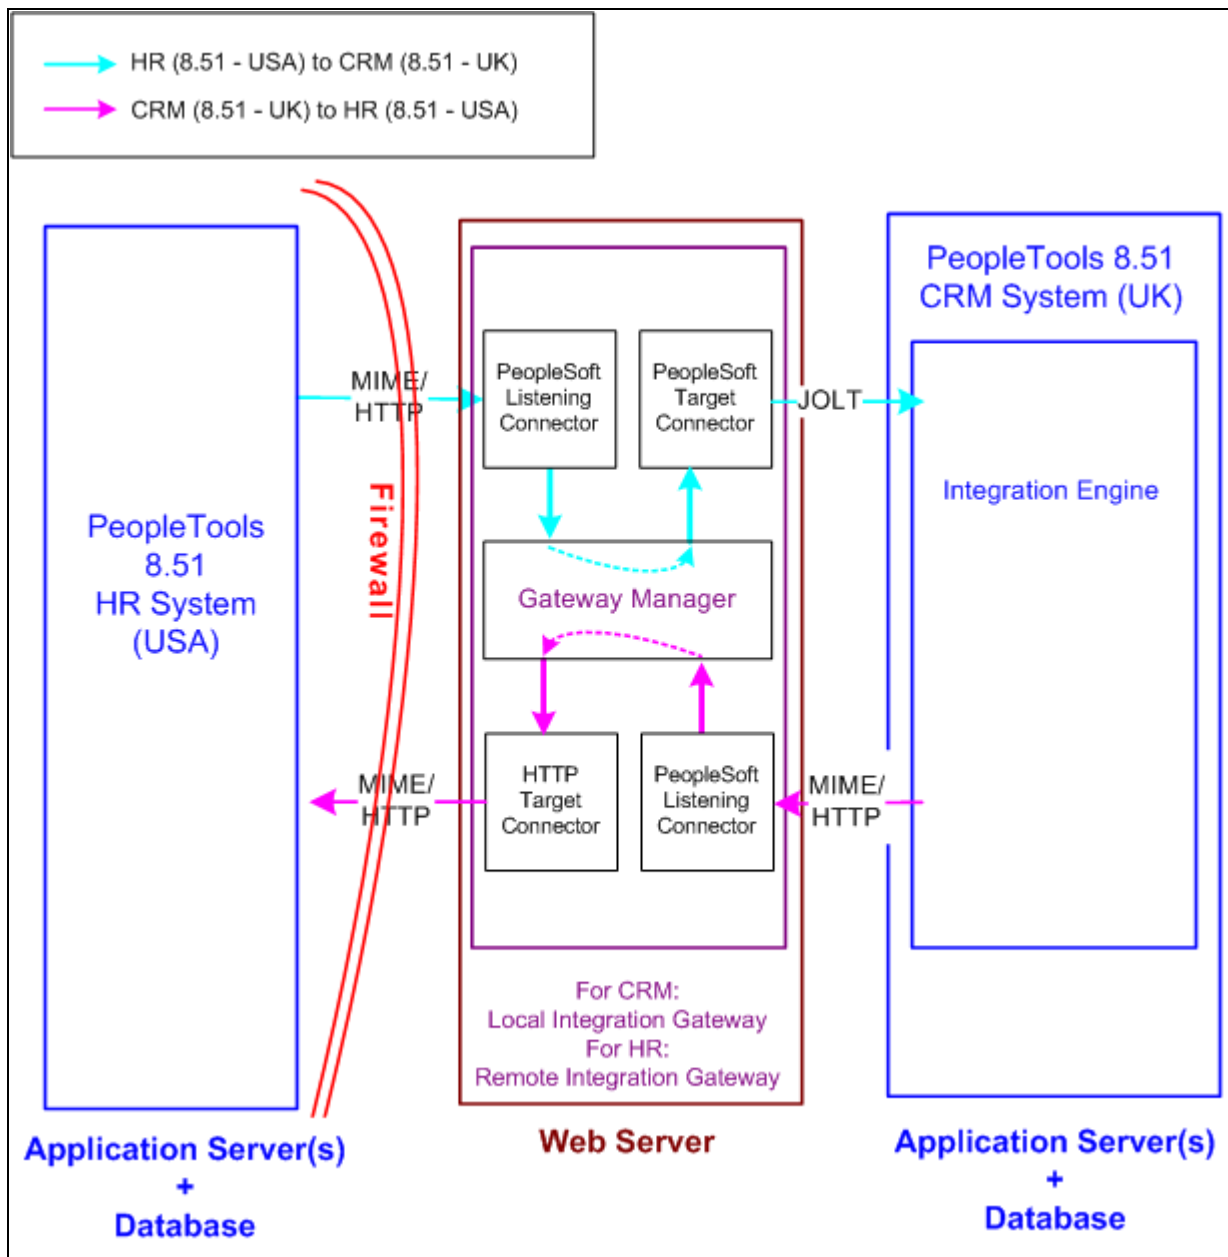 HR (8.51 - USA) to CRM (8.51 - UK)
CRM (8.51 - UK) to HR (8.51 - USA)
PeopleTools
8.51
HR System
(USA)
Application Server(s)
+
Database
MIME/
HTTP
Firewall
MIME/
HTTP
PeopleSoft
Listening
Connector
PeopleSoft
Target
Connector
Gateway Manager
HTTP
Target
Connector
PeopleSoft
Listening
Connector
For CRM:
Local Integration Gateway
For HR:
Remote Integration Gateway
Web Server
JOLT
MIME/
HTTP
PeopleTools 8.51
CRM System (UK)
Integration Engine
Application Server(s)
+
Database